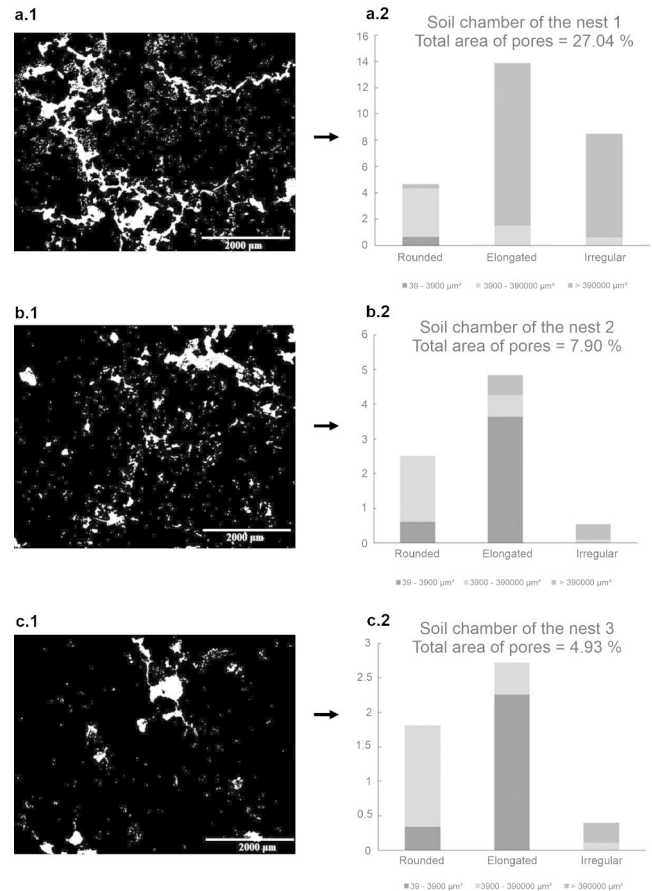 a.1
2000 µm
a.2
Soil chamber of the nest 1
Total area of pores = 27.04 %
16
14
12
10
8
6
4
2
0
Rounded Elongated Irregular
39 - 3900 µm² 3900 - 390000 µm² > 390000 µm²
b.1
2000 µm
b.2
Soil chamber of the nest 2
Total area of pores = 7.90 %
6
5
4
3
2
1
0
Rounded Elongated Irregular
39 - 3900 µm² 3900 - 390000 µm² > 390000 µm²
c.1
2000 µm
c.2
Soil chamber of the nest 3
Total area of pores = 4.93 %
3
2.5
2
1.5
1
0.5
0
Rounded Elongated Irregular
39 - 3900 µm² 3900 - 390000 µm² > 390000 µm²